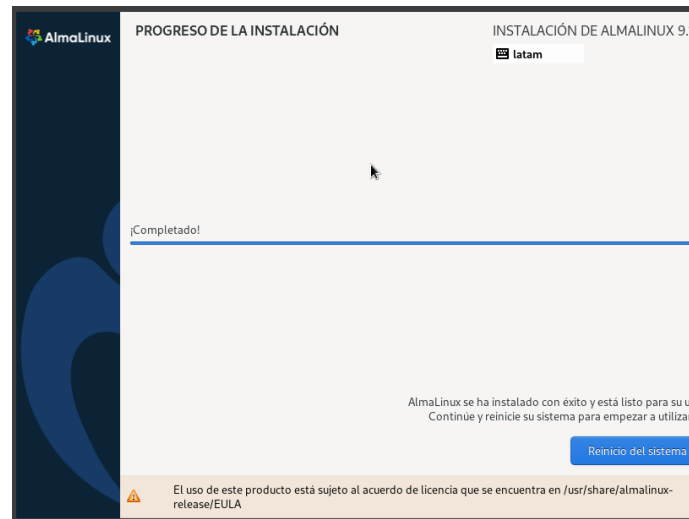 AlmaLinux
PROGRESO DE LA INSTALACIÓN
INSTALACIÓN DE ALMALINUX 9.
latam
¡Completado!
AlmaLinux se ha instalado con éxito y está listo para su u
Continúe y reinicie su sistema para empezar a utiliza
Reinicio del sistema
El uso de este producto está sujeto al acuerdo de licencia que se encuentra en /usr/share/almalinux-
release/EULA